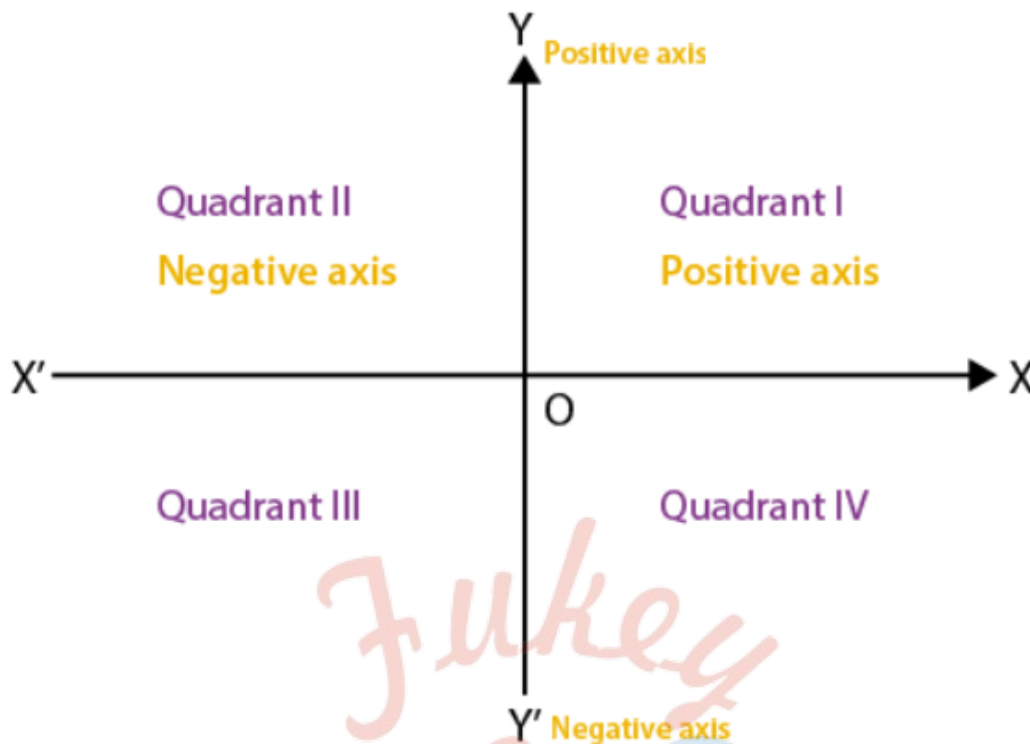 Y
Positive axis
Quadrant II
Quadrant I
Negative axis
Positive axis
X'
X
O
Quadrant III
Quadrant IV
Fukey
Y'
Negative axis